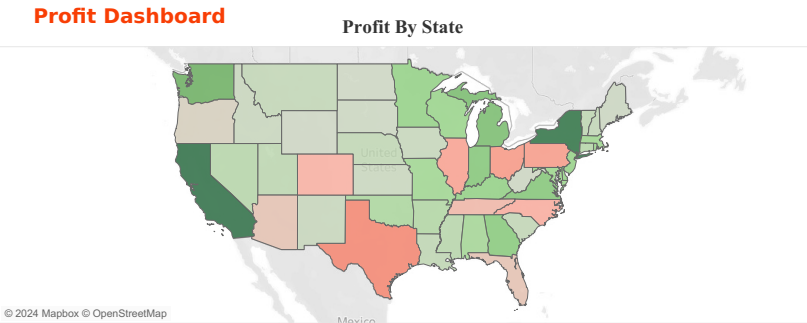 Profit Dashboard
Profit By State
United
States
© 2024 Mapbox © OpenStreetMap
Mexico